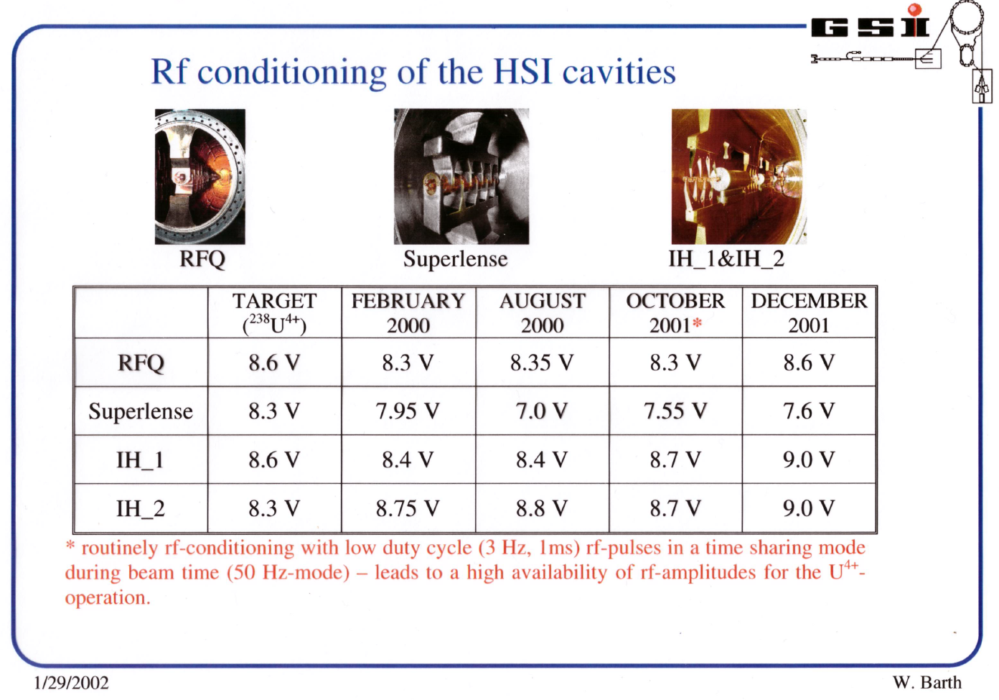 GSI
Rf conditioning of the HSI cavities
RFQ
Superlense
IH_1&IH_2
TARGET (²³⁸U⁴⁺) FEBRUARY 2000 AUGUST 2000 OCTOBER 2001* DECEMBER 2001
RFQ 8.6 V 8.3 V 8.35 V 8.3 V 8.6 V
Superlense 8.3 V 7.95 V 7.0 V 7.55 V 7.6 V
IH_1 8.6 V 8.4 V 8.4 V 8.7 V 9.0 V
IH_2 8.3 V 8.75 V 8.8 V 8.7 V 9.0 V
* routinely rf-conditioning with low duty cycle (3 Hz, 1ms) rf-pulses in a time sharing mode
during beam time (50 Hz-mode) – leads to a high availability of rf-amplitudes for the U⁴⁺-
operation.
1/29/2002
W. Barth